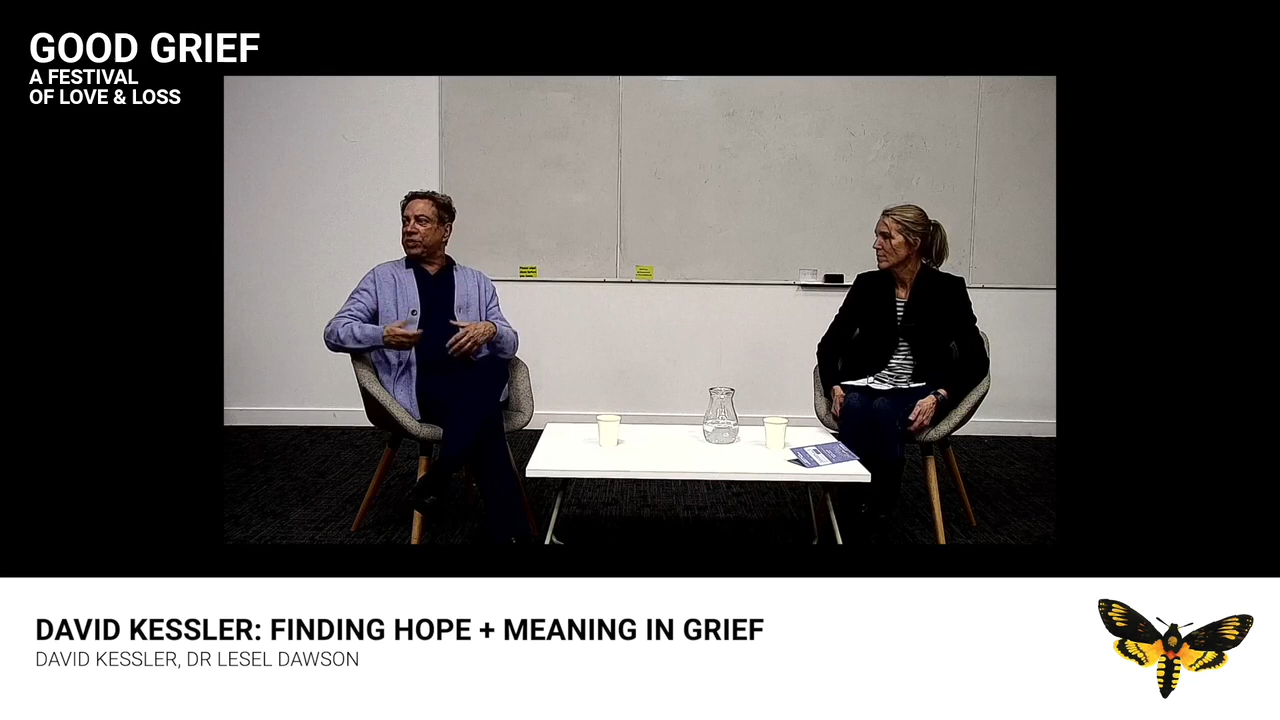 GOOD GRIEF
A FESTIVAL
OF LOVE & LOSS
DAVID KESSLER: FINDING HOPE + MEANING IN GRIEF
DAVID KESSLER, DR LESEL DAWSON